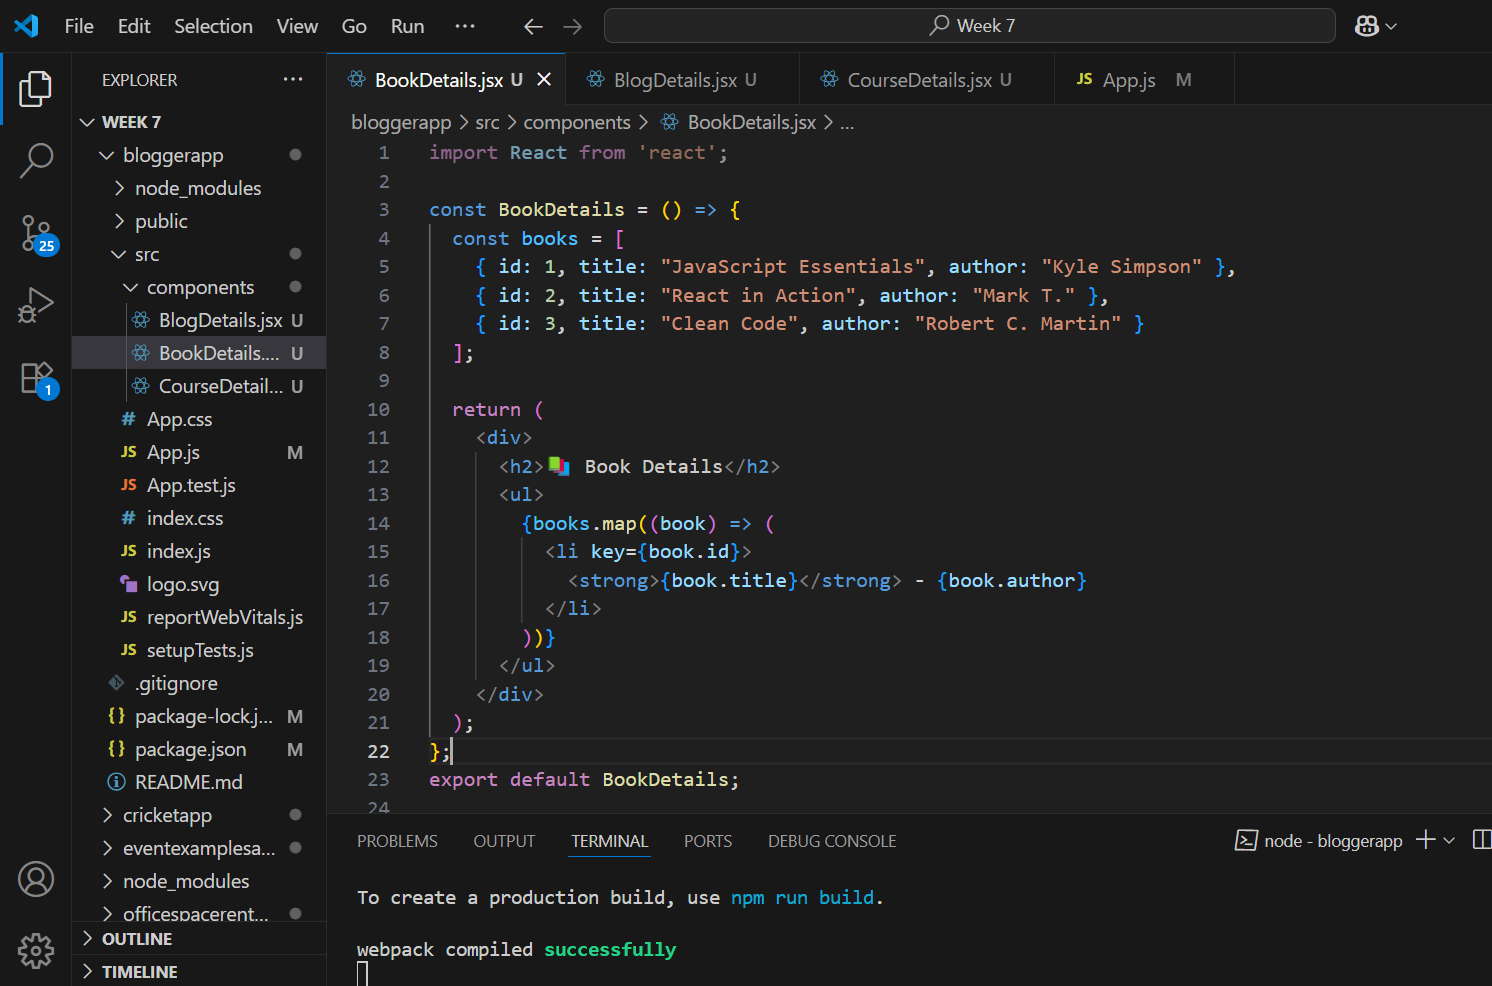 File Edit Selection View Go Run ··· Week 7
EXPLORER ···
WEEK 7
bloggerapp
node_modules
public
src
components
BlogDetails.jsx U
BookDetails.... U
CourseDetail... U
App.css
App.js M
App.test.js
index.css
index.js
logo.svg
reportWebVitals.js
setupTests.js
.gitignore
package-lock.j... M
package.json M
README.md
cricketapp
eventexamplesa...
node_modules
officespacerent...
OUTLINE
TIMELINE
25
1
BookDetails.jsx U BlogDetails.jsx U CourseDetails.jsx U JS App.js M
bloggerapp > src > components > BookDetails.jsx > ...
1 import React from 'react';
2
3 const BookDetails = () => {
4 const books = [
5 { id: 1, title: "JavaScript Essentials", author: "Kyle Simpson" },
6 { id: 2, title: "React in Action", author: "Mark T." },
7 { id: 3, title: "Clean Code", author: "Robert C. Martin" }
8 ];
9
10 return (
11 <div>
12 <h2>📚 Book Details</h2>
13 <ul>
14 {books.map((book) => (
15 <li key={book.id}>
16 <strong>{book.title}</strong> - {book.author}
17 </li>
18 ))}
19 </ul>
20 </div>
21 );
22 };
23 export default BookDetails;
24
PROBLEMS OUTPUT TERMINAL PORTS DEBUG CONSOLE node - bloggerapp
To create a production build, use npm run build.
webpack compiled successfully